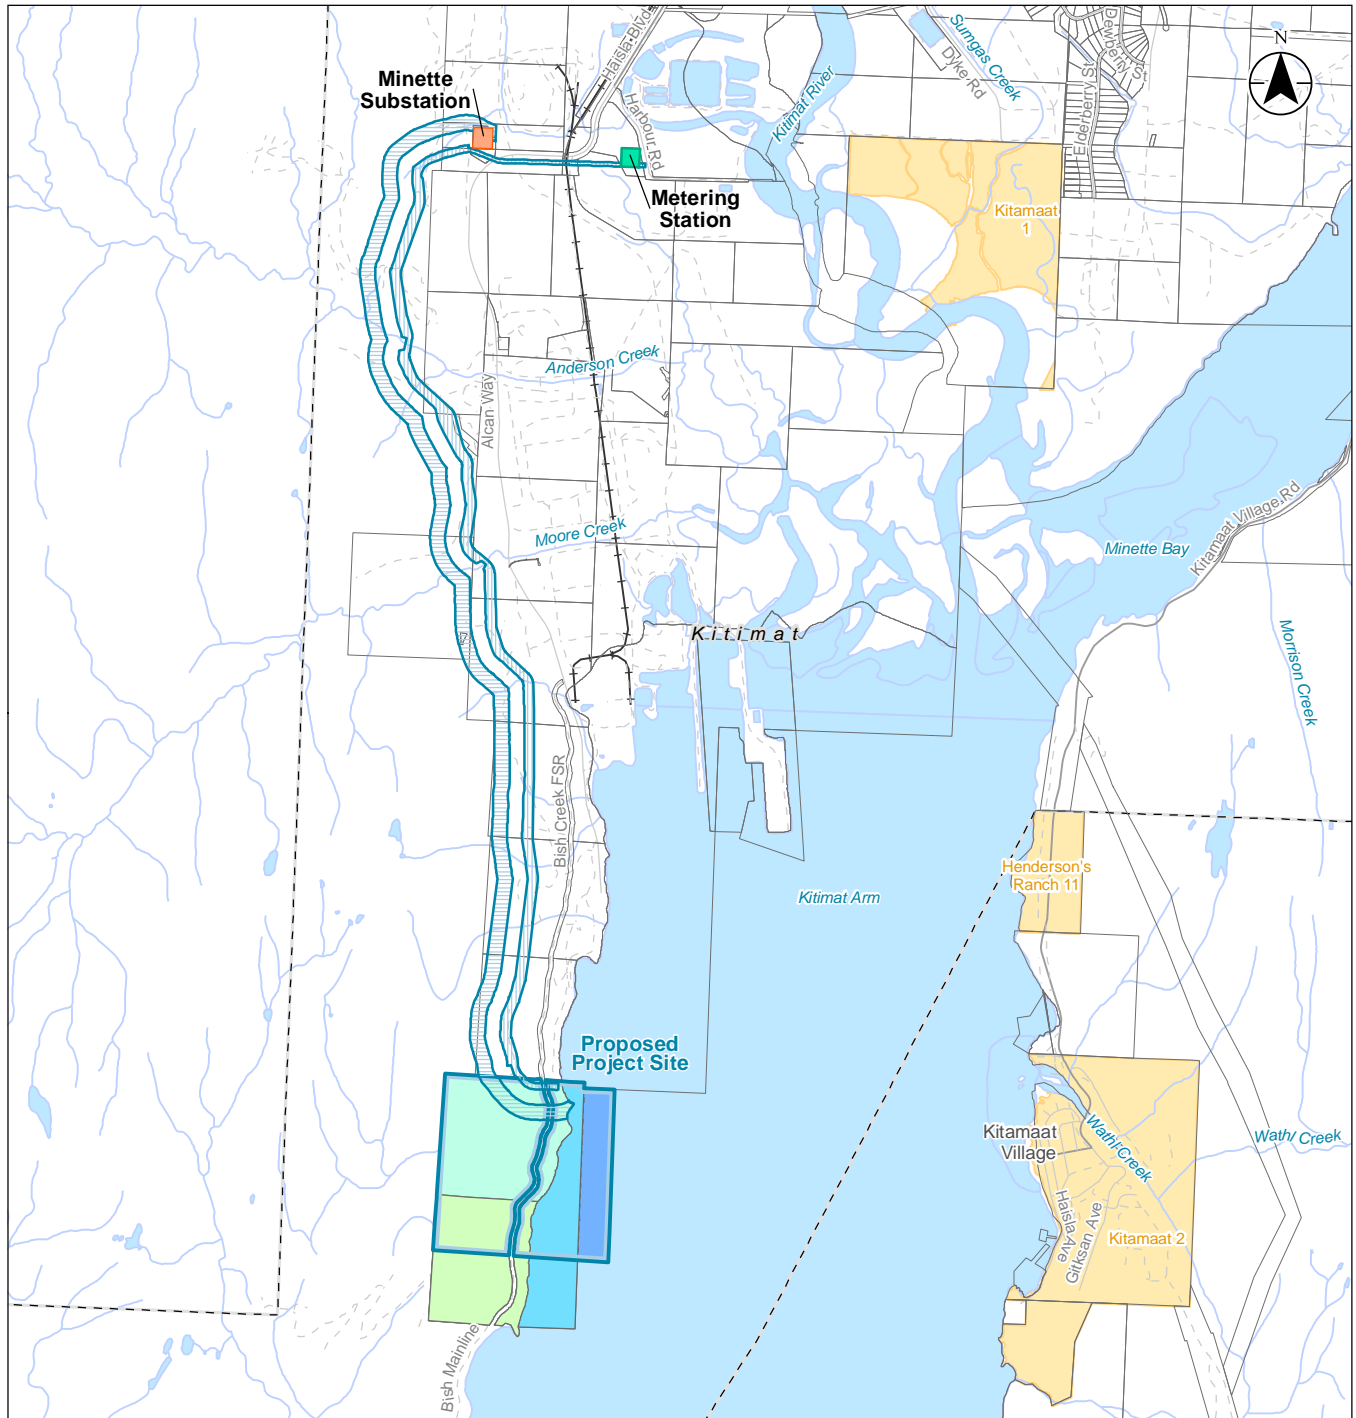 Haisla Blvd
Sumgas Creek
Dewberry St
Dyke Rd
N
Minette
Substation
Harbour Rd
Kitimat River
Elderberry St
Metering
Station
Kitamaat
1
Anderson Creek
Alcan Way
Moore Creek
Kitamaat Village Rd
Minette Bay
Kitimat
Morrison Creek
Bish Creek FSR
Henderson's
Ranch 11
Kitimat Arm
Proposed
Project Site
Kitamaat
Village
Wathl Creek
Wathl Creek
Haisla Ave
Gitksan Ave
Kitamaat 2
Bish Mainline